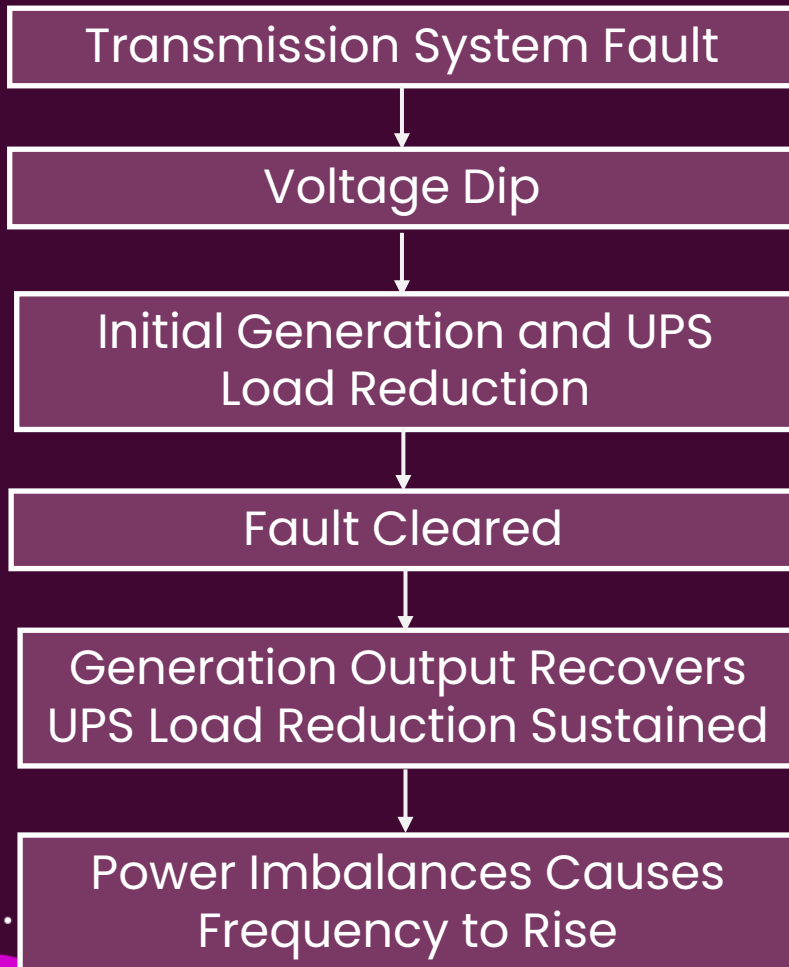 Transmission System Fault
Voltage Dip
Initial Generation and UPS
Load Reduction
Fault Cleared
Generation Output Recovers
UPS Load Reduction Sustained
Power Imbalances Causes
Frequency to Rise